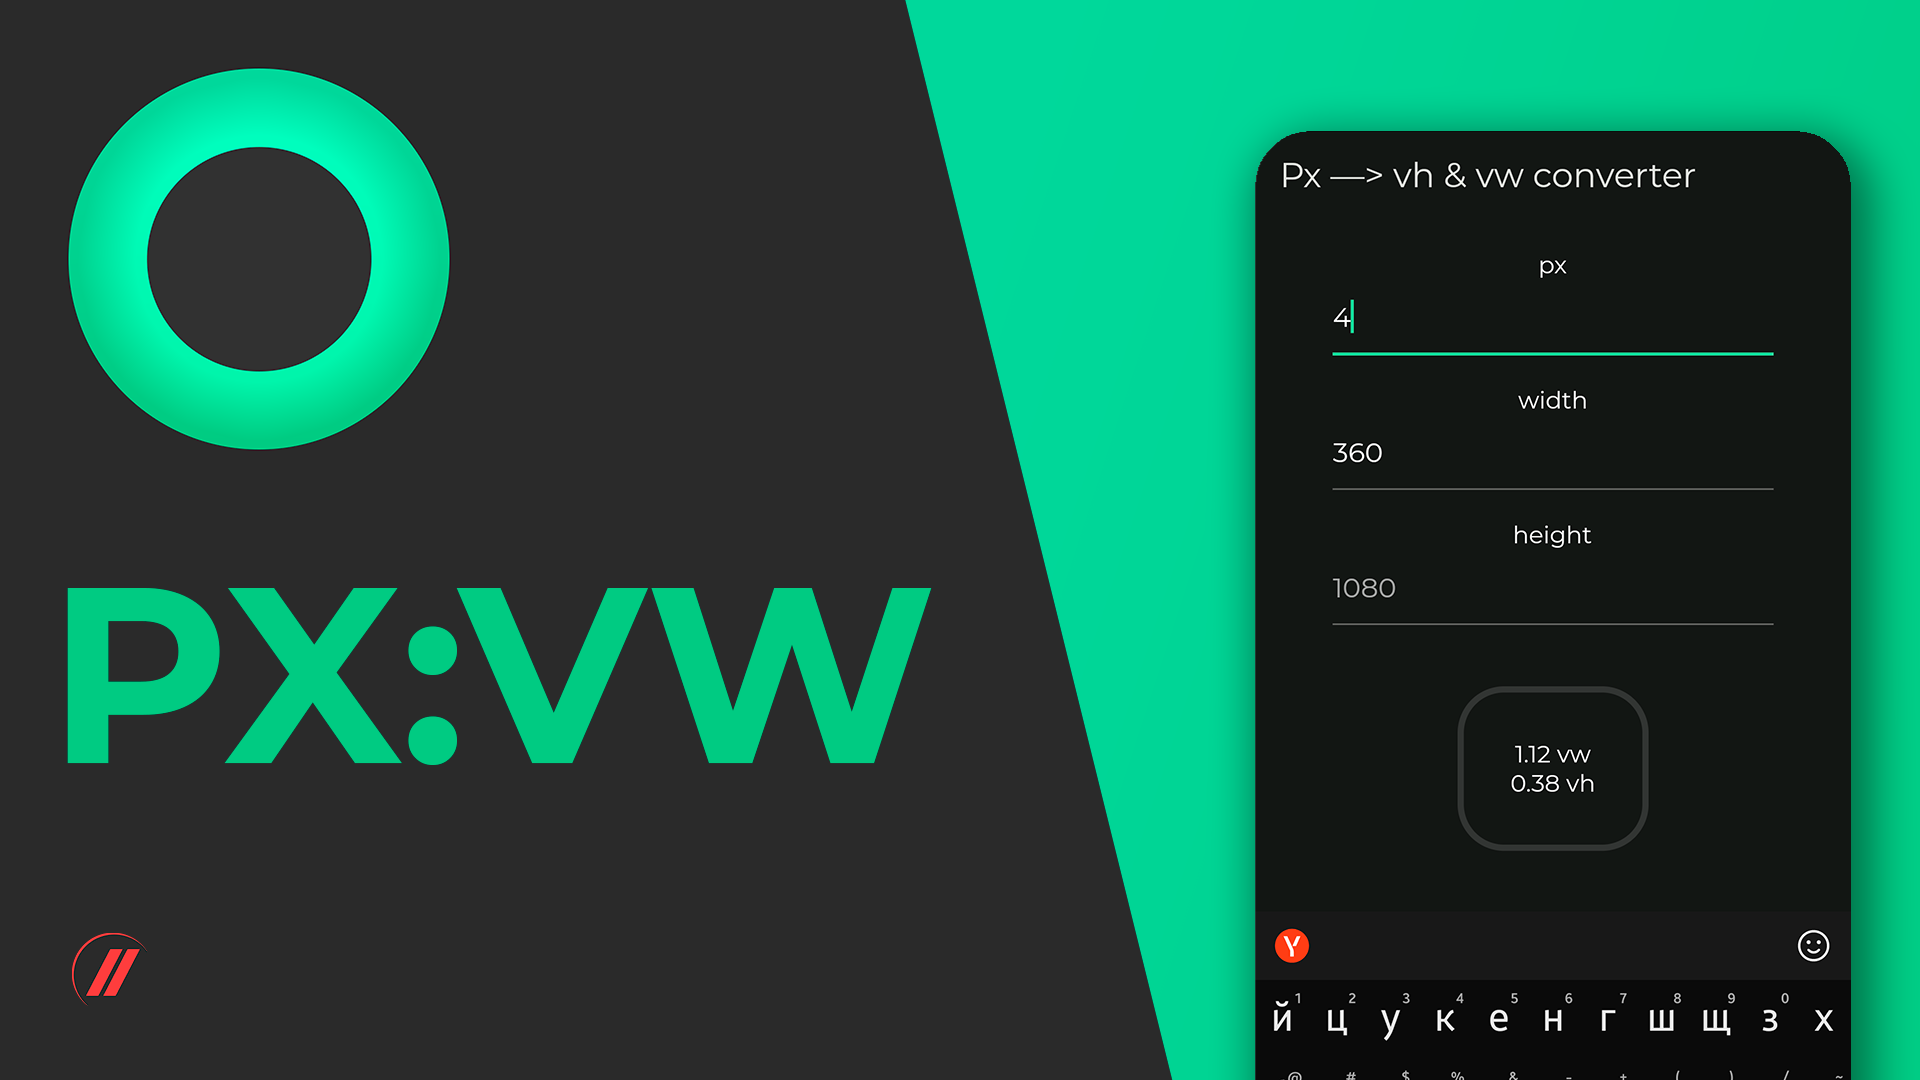 PX:VW
Px —> vh & vw converter
px
4
width
360
height
1080
1.12 vw
0.38 vh
Y
1 2 3 4 5 6 7 8 9 0
й ц у к е н г ш щ з х
@ # $ % & - + ( ) / ~